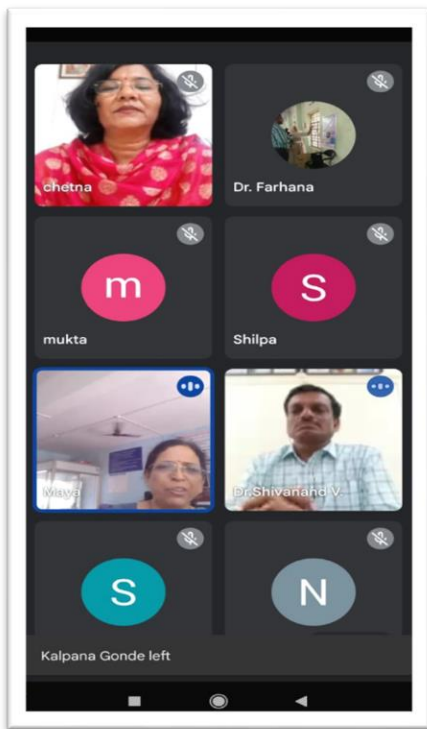 chetna
Dr. Farhana
m
S
mukta
Shilpa
Maya
Dr.Shivanand V
S
N
Kalpana Gonde left